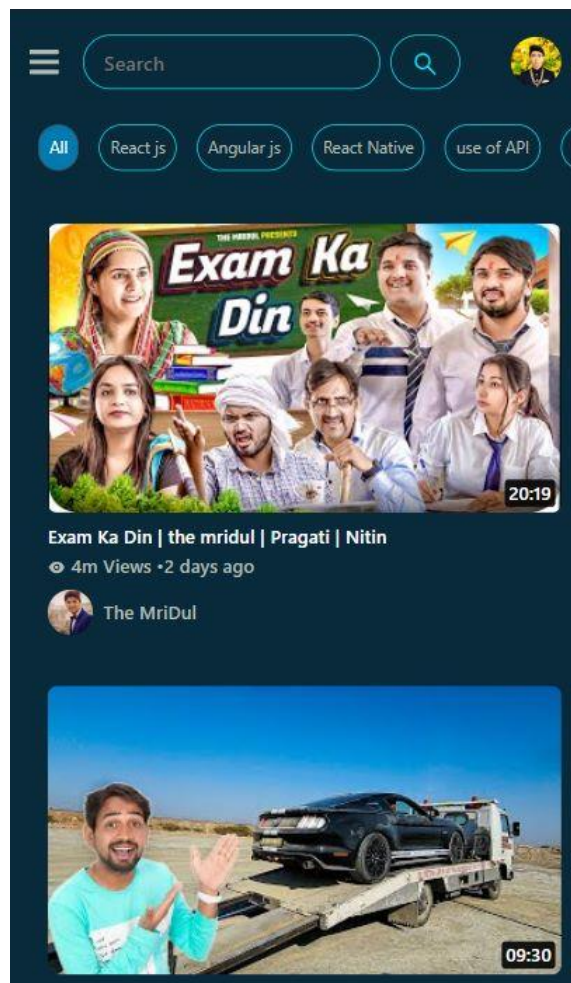 Search
All
React js
Angular js
React Native
use of API
THE MRIDUL PRESENTS
Exam Ka
Din
20:19
Exam Ka Din | the mridul | Pragati | Nitin
4m Views •2 days ago
The MriDul
09:30